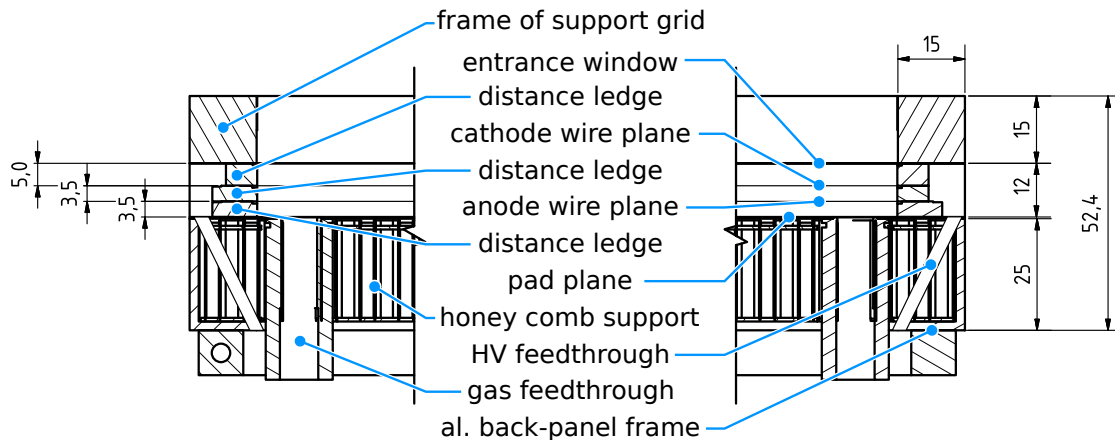 frame of support grid
15
entrance window
distance ledge
cathode wire plane
15
5,0
distance ledge
3,5
12
anode wire plane
3,5
52,4
distance ledge
pad plane
25
honey comb support
HV feedthrough
gas feedthrough
al. back-panel frame